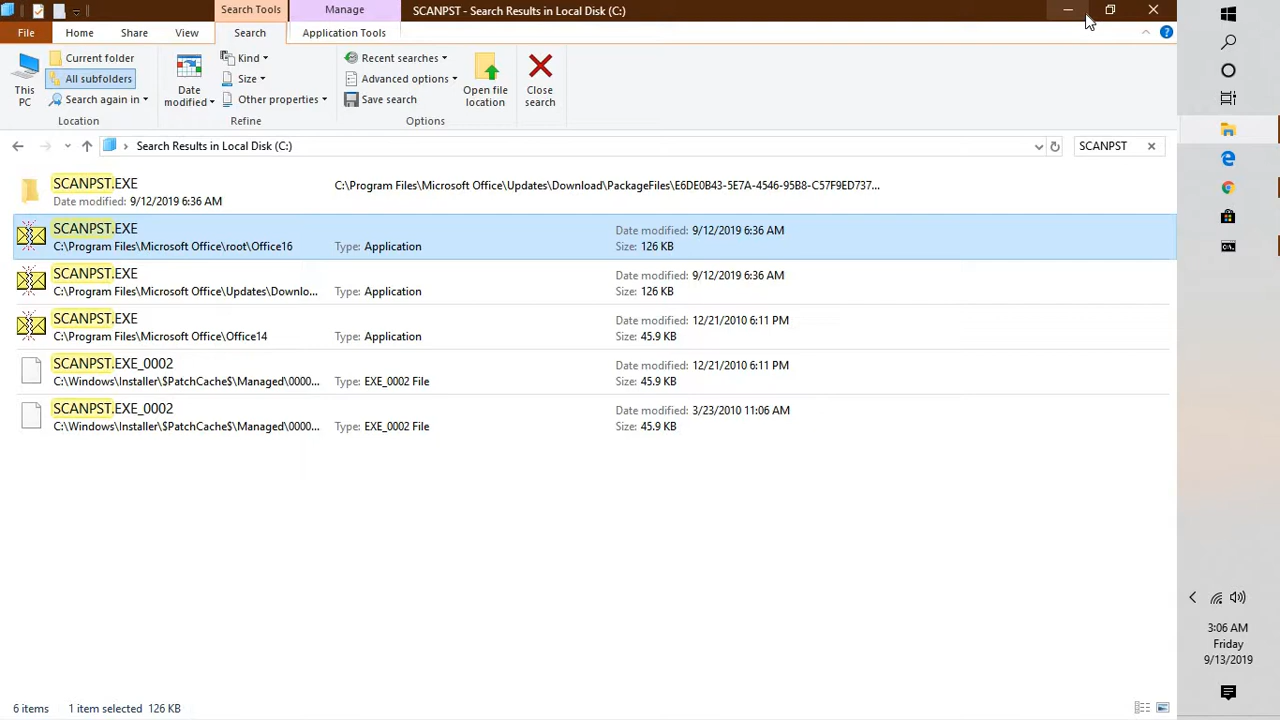 Search Tools
Manage
SCANPST - Search Results in Local Disk (C:)
File
Home
Share
View
Search
Application Tools
This PC
Current folder
All subfolders
Search again in
Location
Date modified
Kind
Size
Other properties
Refine
Recent searches
Advanced options
Save search
Open file location
Options
Close search
Search Results in Local Disk (C:)
SCANPST
SCANPST.EXE
C:\Program Files\Microsoft Office\Updates\Download\PackageFiles\E6DE0B43-5E7A-4546-95B8-C57F9ED737...
Date modified: 9/12/2019 6:36 AM
SCANPST.EXE
Date modified: 9/12/2019 6:36 AM
C:\Program Files\Microsoft Office\root\Office16
Type: Application
Size: 126 KB
SCANPST.EXE
Date modified: 9/12/2019 6:36 AM
C:\Program Files\Microsoft Office\Updates\Downlo...
Type: Application
Size: 126 KB
SCANPST.EXE
Date modified: 12/21/2010 6:11 PM
C:\Program Files\Microsoft Office\Office14
Type: Application
Size: 45.9 KB
SCANPST.EXE_0002
Date modified: 12/21/2010 6:11 PM
C:\Windows\Installer\$PatchCache$\Managed\0000...
Type: EXE_0002 File
Size: 45.9 KB
SCANPST.EXE_0002
Date modified: 3/23/2010 11:06 AM
C:\Windows\Installer\$PatchCache$\Managed\0000...
Type: EXE_0002 File
Size: 45.9 KB
6 items
1 item selected 126 KB
3:06 AM
Friday
9/13/2019